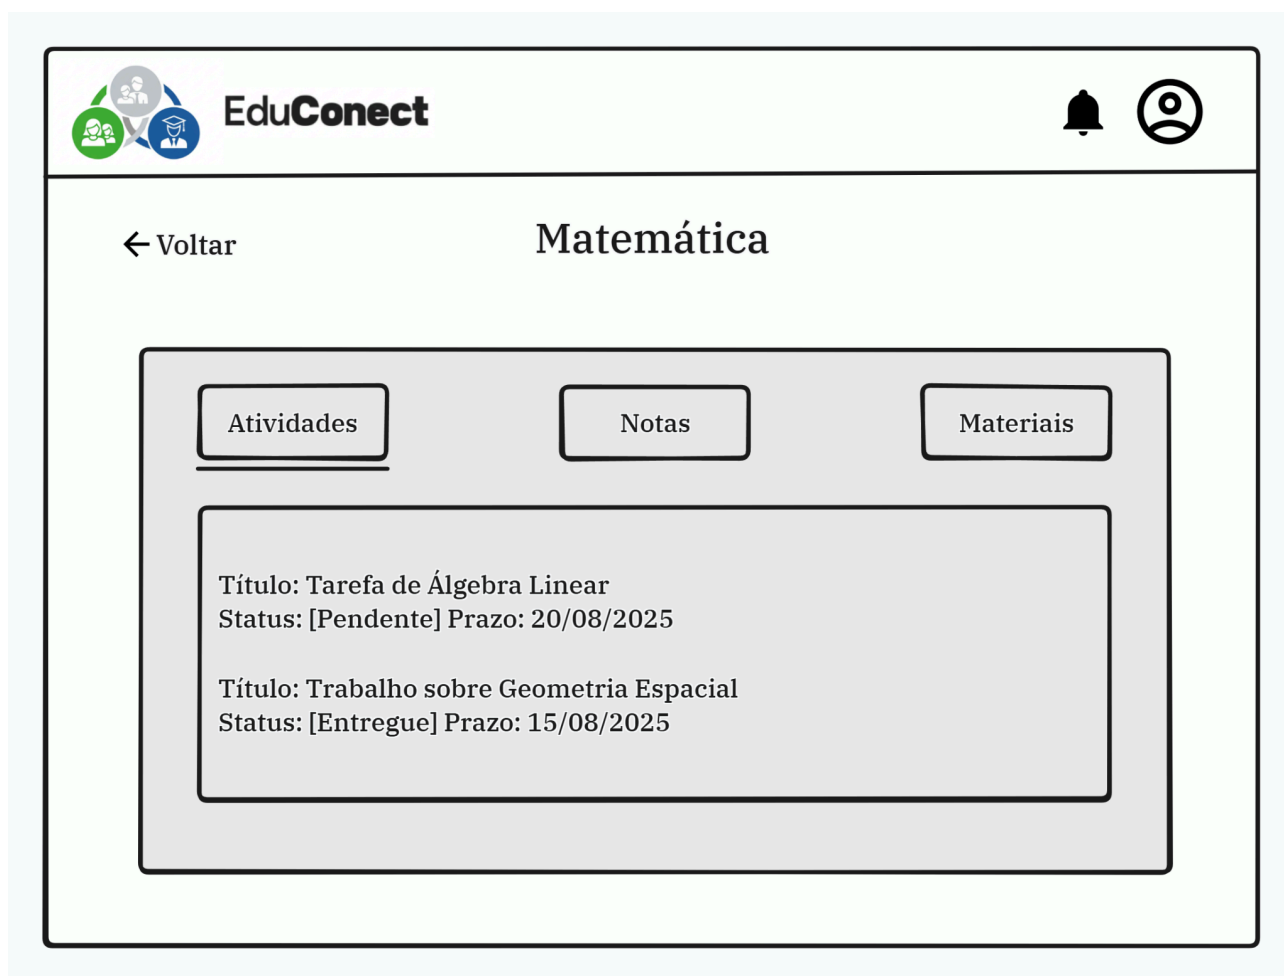 EduConect
Voltar
Matemática
Atividades
Notas
Materiais
Título: Tarefa de Álgebra Linear
Status: [Pendente] Prazo: 20/08/2025
Título: Trabalho sobre Geometria Espacial
Status: [Entregue] Prazo: 15/08/2025